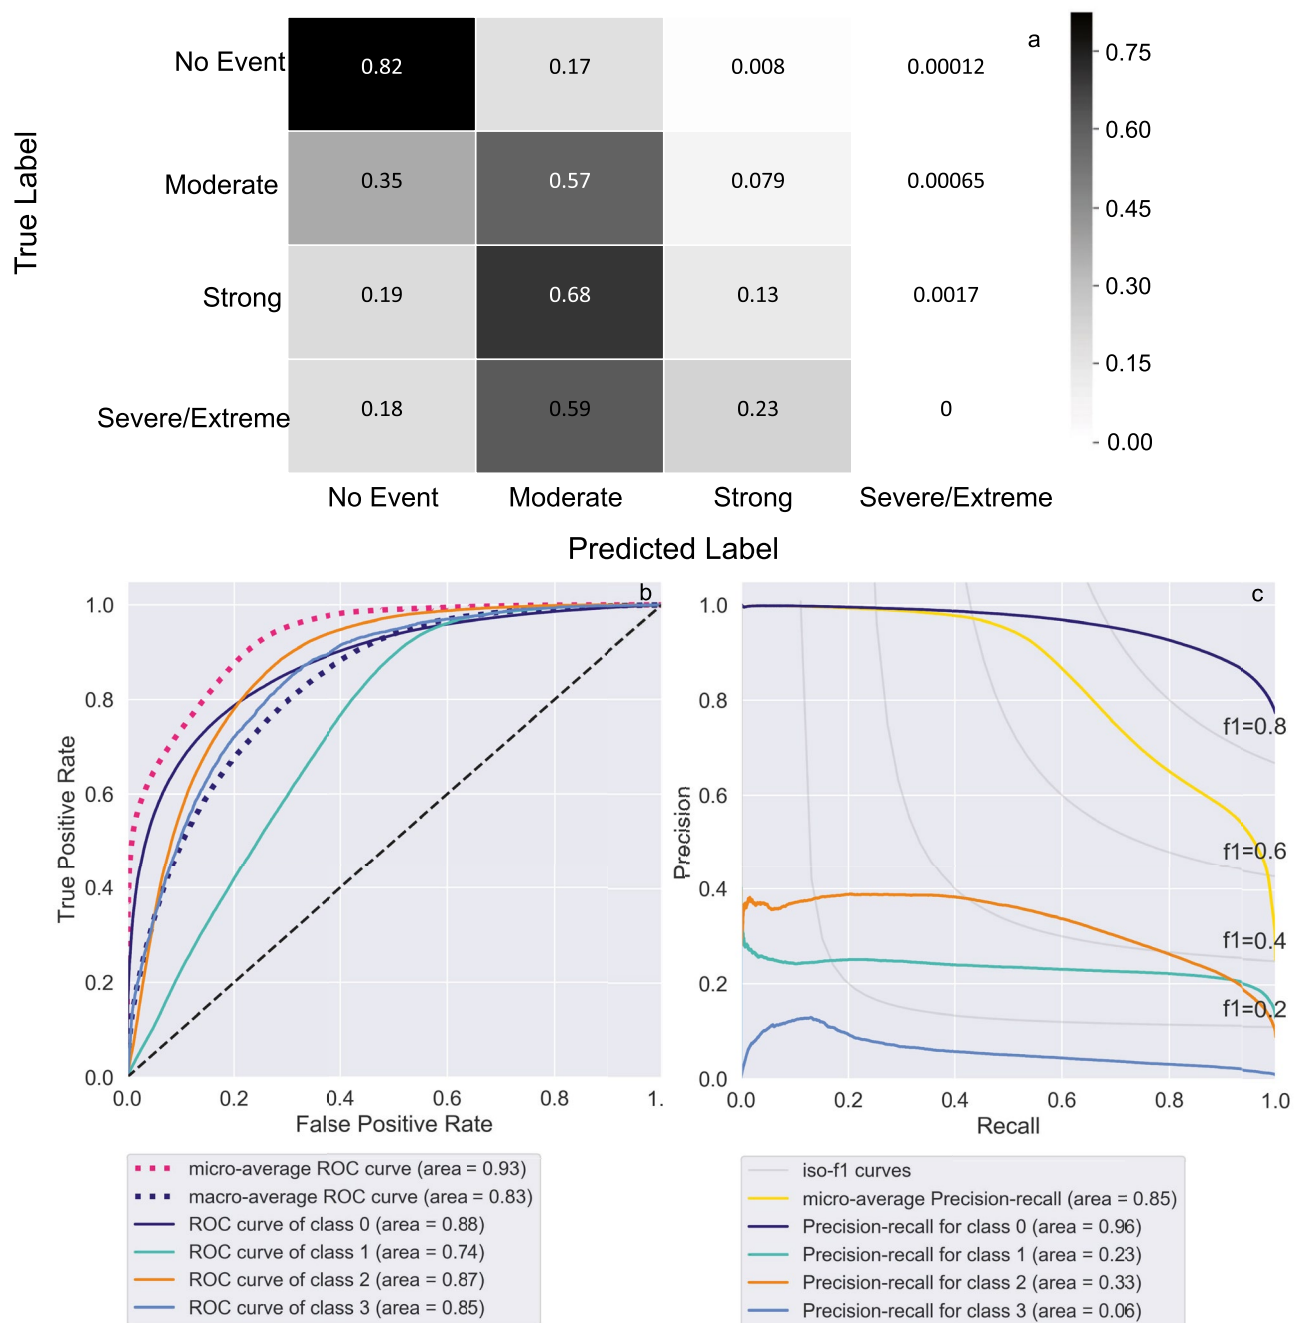 a
True Label
No Event 0.82 0.17 0.008 0.00012
Moderate 0.35 0.57 0.079 0.00065
Strong 0.19 0.68 0.13 0.0017
Severe/Extreme 0.18 0.59 0.23 0
No Event Moderate Strong Severe/Extreme
Predicted Label
0.75
0.60
0.45
0.30
0.15
0.00
b
True Positive Rate
1.0
0.8
0.6
0.4
0.2
0.0
0.0 0.2 0.4 0.6 0.8 1.
False Positive Rate
micro-average ROC curve (area = 0.93)
macro-average ROC curve (area = 0.83)
ROC curve of class 0 (area = 0.88)
ROC curve of class 1 (area = 0.74)
ROC curve of class 2 (area = 0.87)
ROC curve of class 3 (area = 0.85)
c
Precision
1.0
0.8
0.6
0.4
0.2
0.0
f1=0.8
f1=0.6
f1=0.4
f1=0.2
0.0 0.2 0.4 0.6 0.8 1.0
Recall
iso-f1 curves
micro-average Precision-recall (area = 0.85)
Precision-recall for class 0 (area = 0.96)
Precision-recall for class 1 (area = 0.23)
Precision-recall for class 2 (area = 0.33)
Precision-recall for class 3 (area = 0.06)